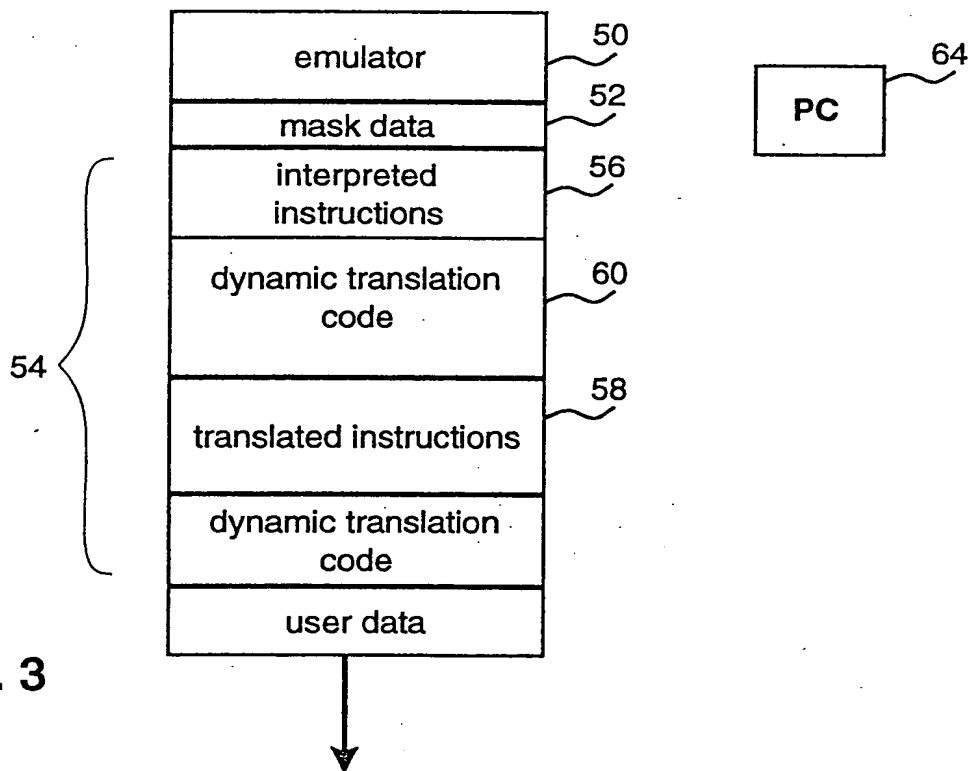 emulator
50
64
PC
mask data
52
interpreted
instructions
56
dynamic translation
code
60
54
translated instructions
58
dynamic translation
code
user data
. 3